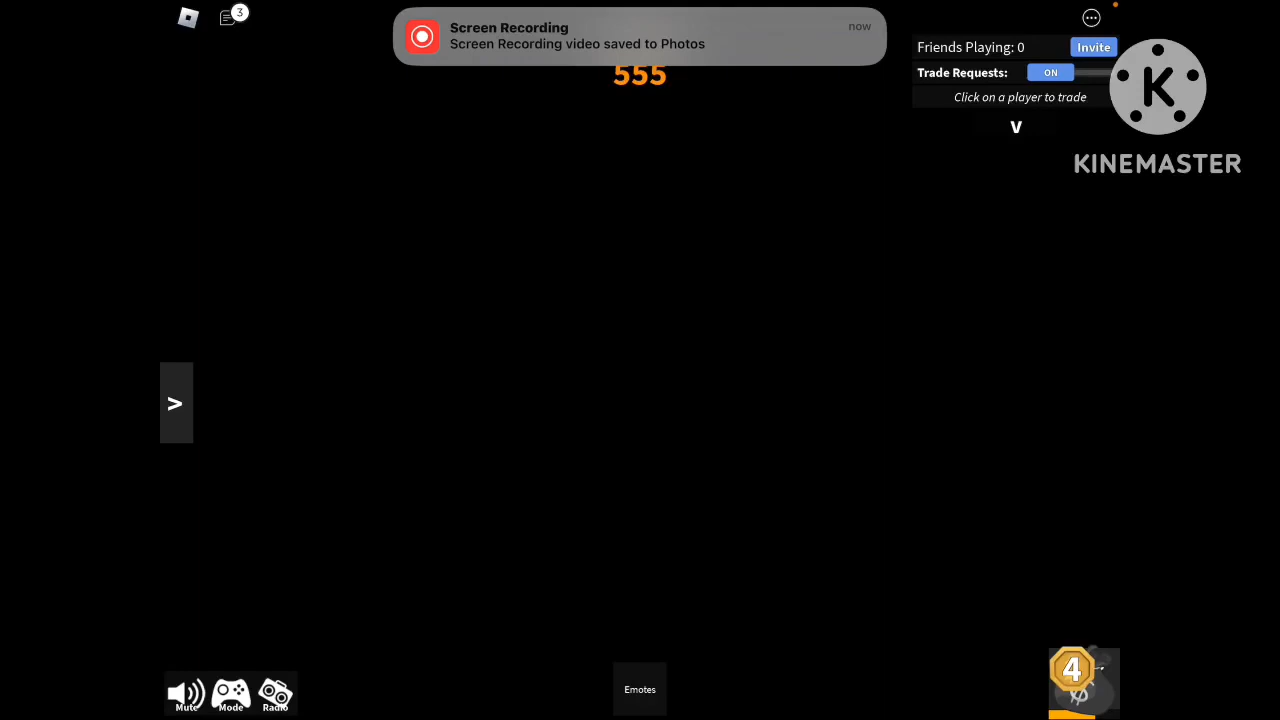 3
Screen Recording
now
Screen Recording video saved to Photos
555
Friends Playing: 0
Invite
Trade Requests:
ON
Click on a player to trade
V
K
KINEMASTER
>
Mute
Mode
Radio
Emotes
4
$